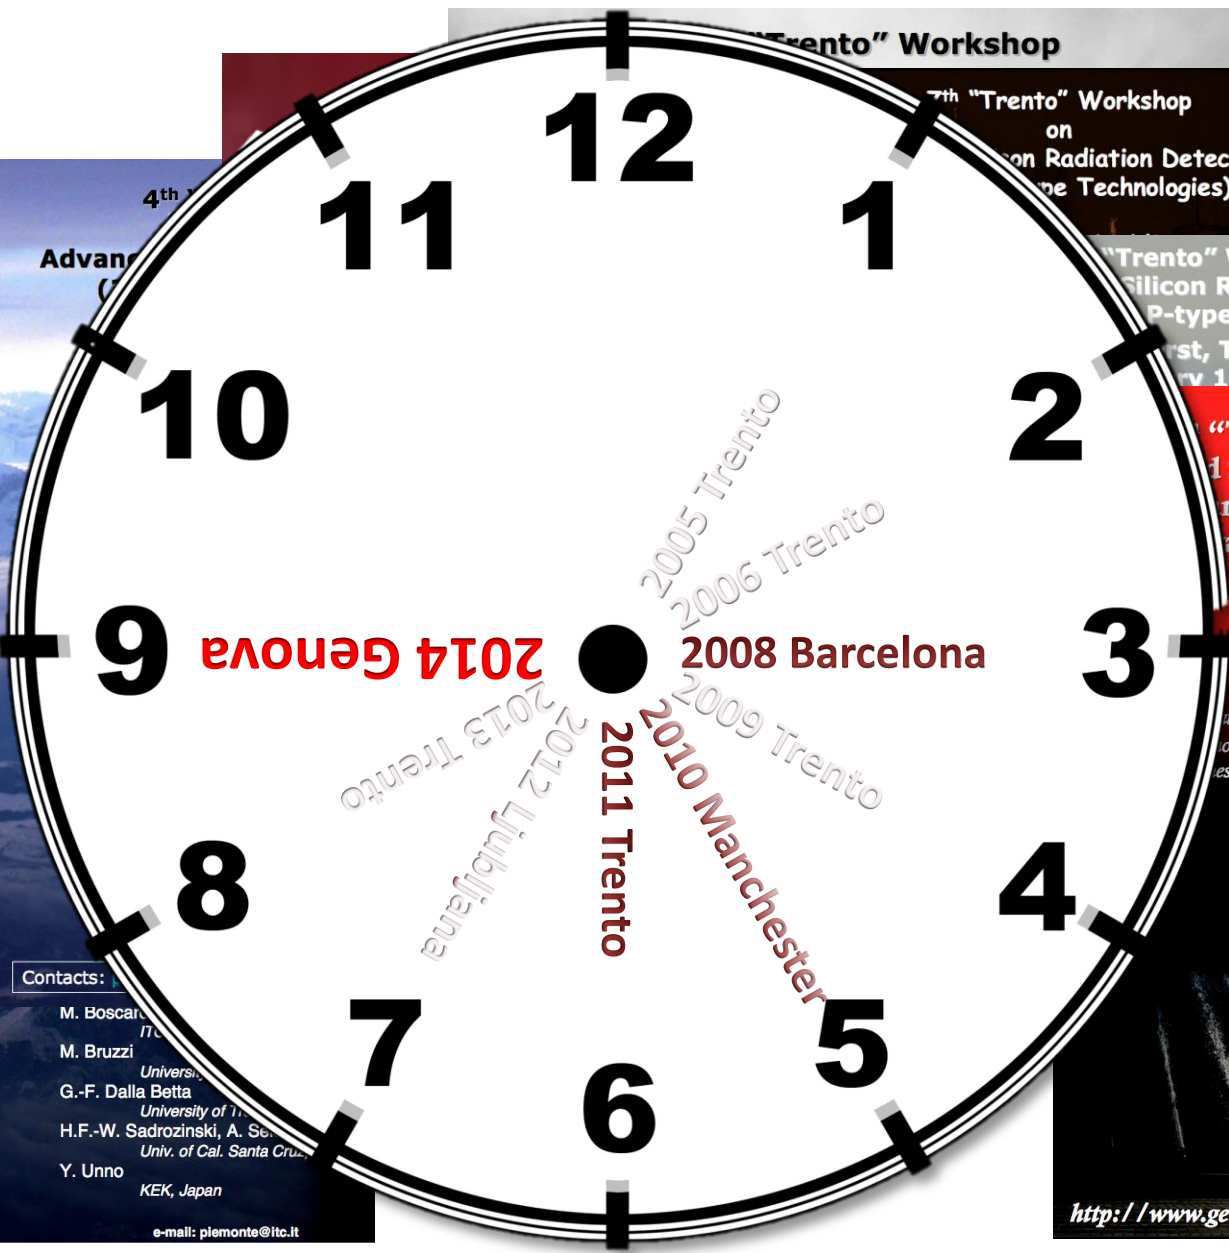 "Trento" Workshop
7th "Trento" Workshop
on
Radiation
Technologies)
4th
"Trento"
Silicon
P-type
12
11
1
10
2
9
3
8
4
7
5
6
2005 Trento
2006 Trento
2008 Barcelona
2009 Trento
2010 Manchester
2011 Trento
2012 Ljubljana
2013 Trento
2014 Genova
Contacts:
M. Bruzzi
G.-F. Dalla Betta
University of
H.F.-W. Sadrozinski, A.
Univ. of Cal. Santa Cruz,
Y. Unno
KEK, Japan
e-mail: piemonte@itc.it
http://www.ge